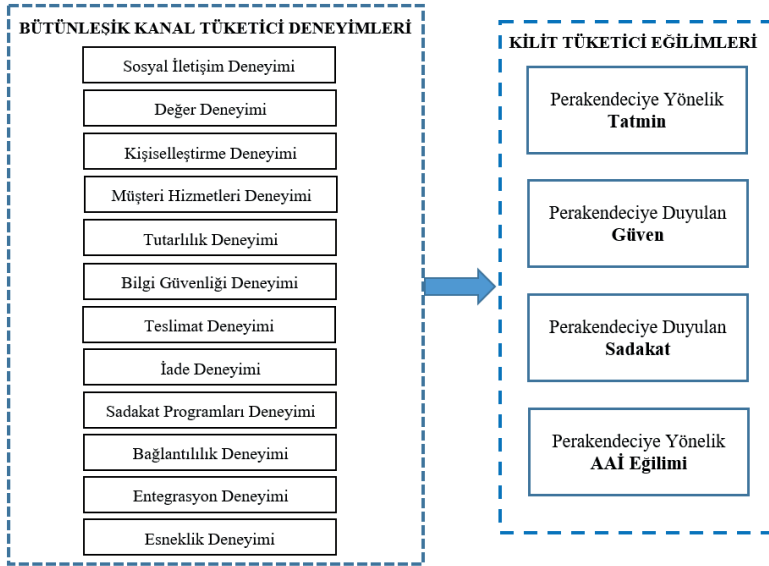 BÜTÜNLEŞİK KANAL TÜKETİCİ DENEYİMLERİ
Sosyal İletişim Deneyimi
Değer Deneyimi
Kişiselleştirme Deneyimi
Müşteri Hizmetleri Deneyimi
Tutarlılık Deneyimi
Bilgi Güvenliği Deneyimi
Teslimat Deneyimi
İade Deneyimi
Sadakat Programları Deneyimi
Bağlantılılık Deneyimi
Entegrasyon Deneyimi
Esneklik Deneyimi
KİLİT TÜKETİCİ EĞİLİMLERİ
Perakendeciye Yönelik
Tatmin
Perakendeciye Duyulan
Güven
Perakendeciye Duyulan
Sadakat
Perakendeciye Yönelik
AAİ Eğilimi